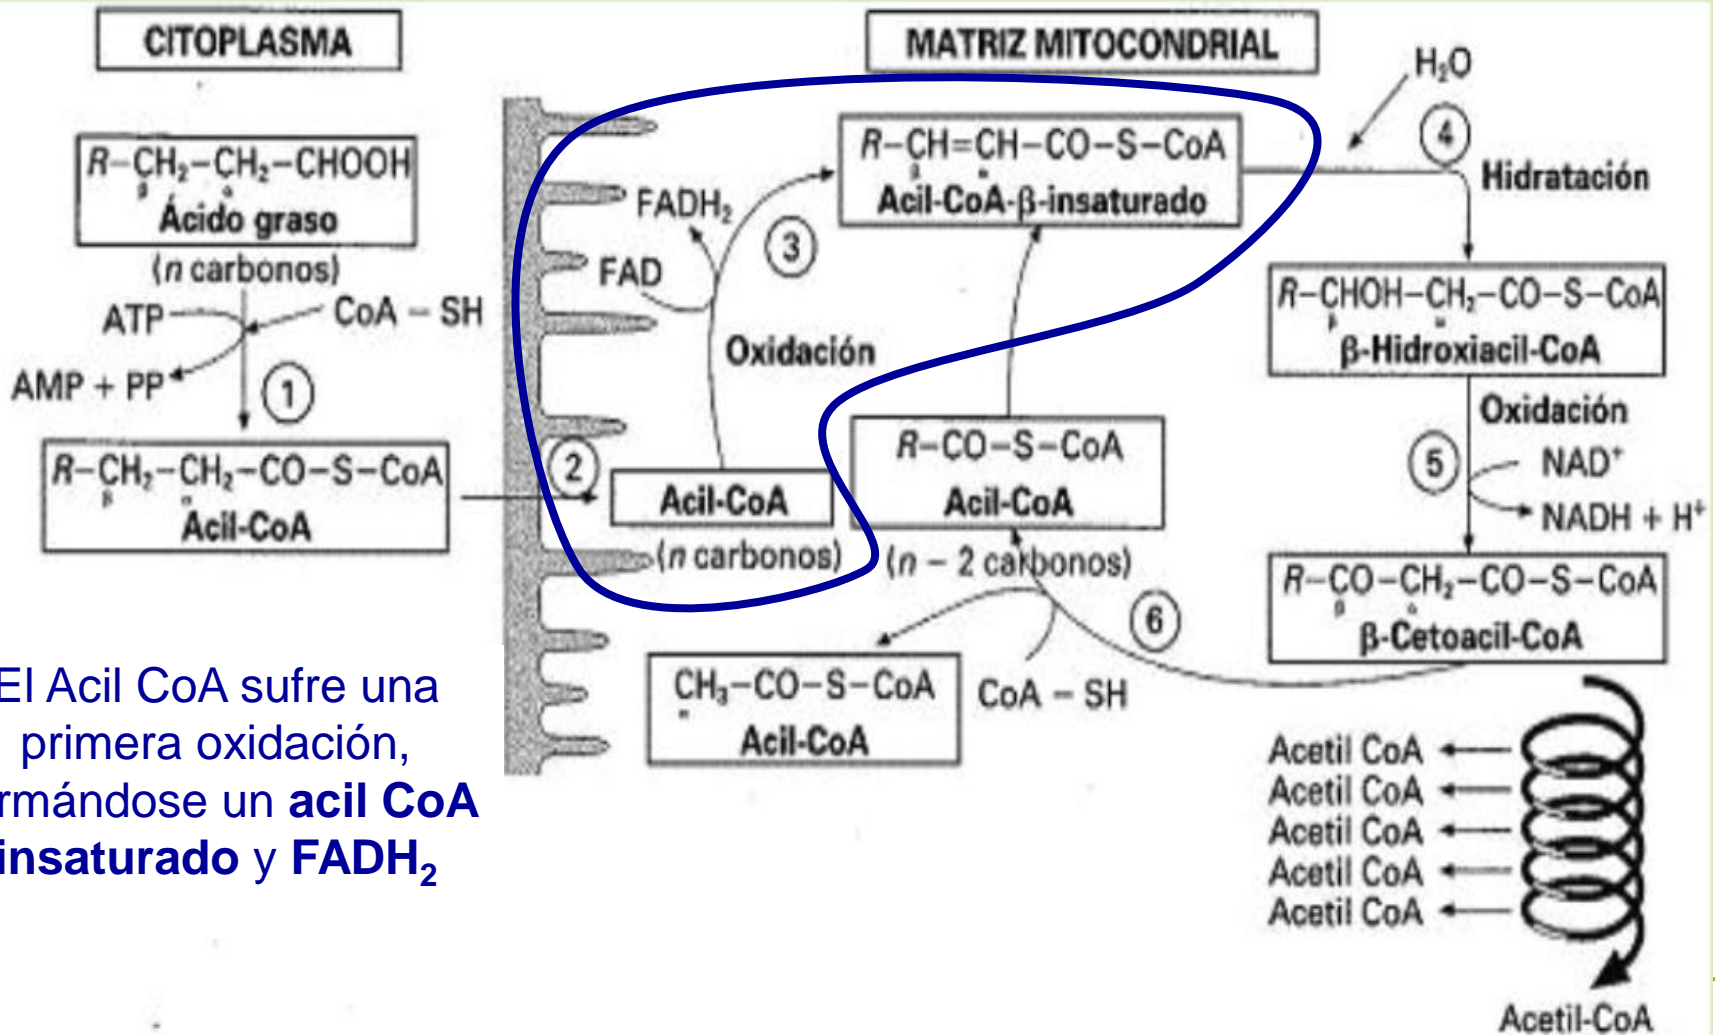 CITOPLASMA
R–CH₂–CH₂–CHOOH
β α
Ácido graso
(n carbonos)
ATP
CoA – SH
AMP + PP
1
R–CH₂–CH₂–CO–S–CoA
β α
Acil-CoA
2
MATRIZ MITOCONDRIAL
H₂O
R–CH=CH–CO–S–CoA
β α
Acil-CoA-β-insaturado
4
Hidratación
FADH₂
3
FAD
Oxidación
R–CHOH–CH₂–CO–S–CoA
β α
β-Hidroxiacil-CoA
Oxidación
5
NAD⁺
NADH + H⁺
R–CO–CH₂–CO–S–CoA
β α
β-Cetoacil-CoA
Acil-CoA
(n carbonos)
R–CO–S–CoA
Acil-CoA
(n – 2 carbonos)
6
CoA – SH
CH₃–CO–S–CoA
α
Acil-CoA
Acetil CoA
Acetil CoA
Acetil CoA
Acetil CoA
Acetil CoA
Acetil-CoA
El Acil CoA sufre una
primera oxidación,
rmándose un acil CoA
insaturado y FADH₂